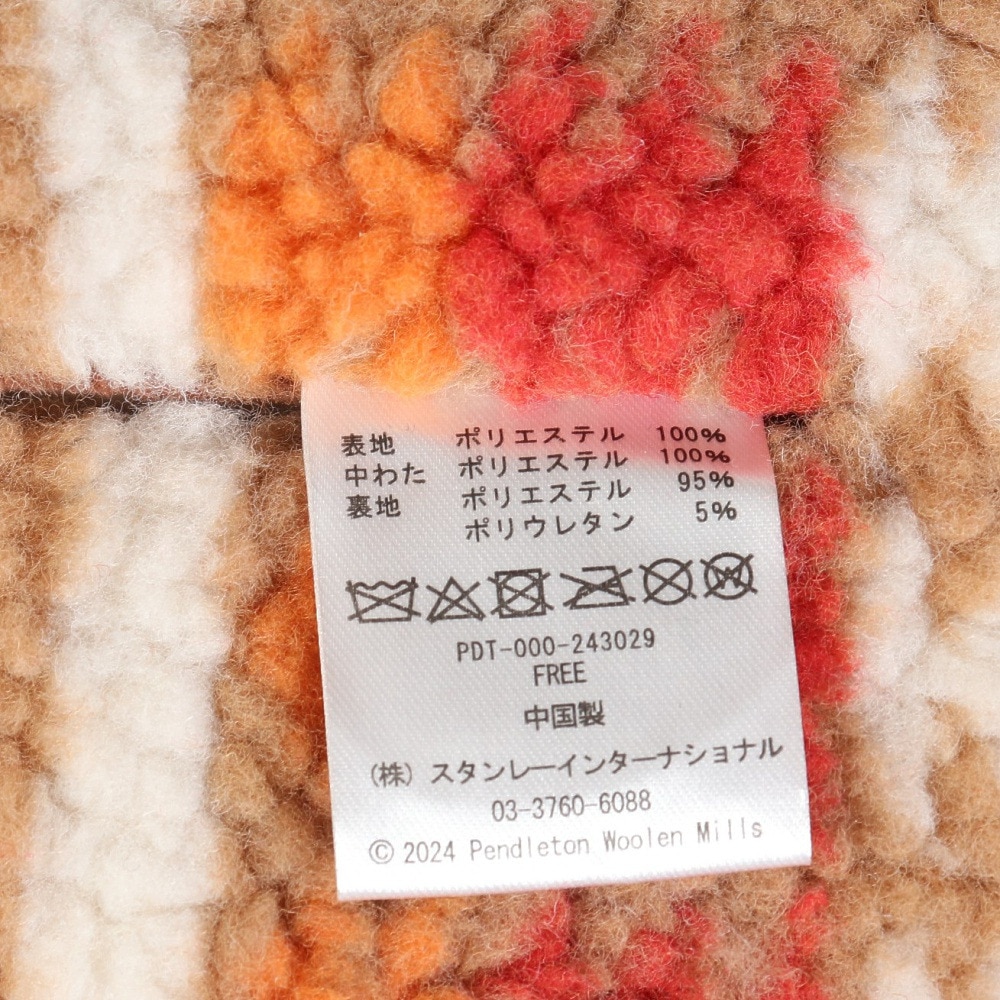 表地 ポリエステル 100%
中わた ポリエステル 100%
裏地 ポリエステル 95%
ポリウレタン 5%
PDT-000-243029
FREE
中国製
(株) スタンレーインターナショナル
03-3760-6088
© 2024 Pendleton Woolen Mills